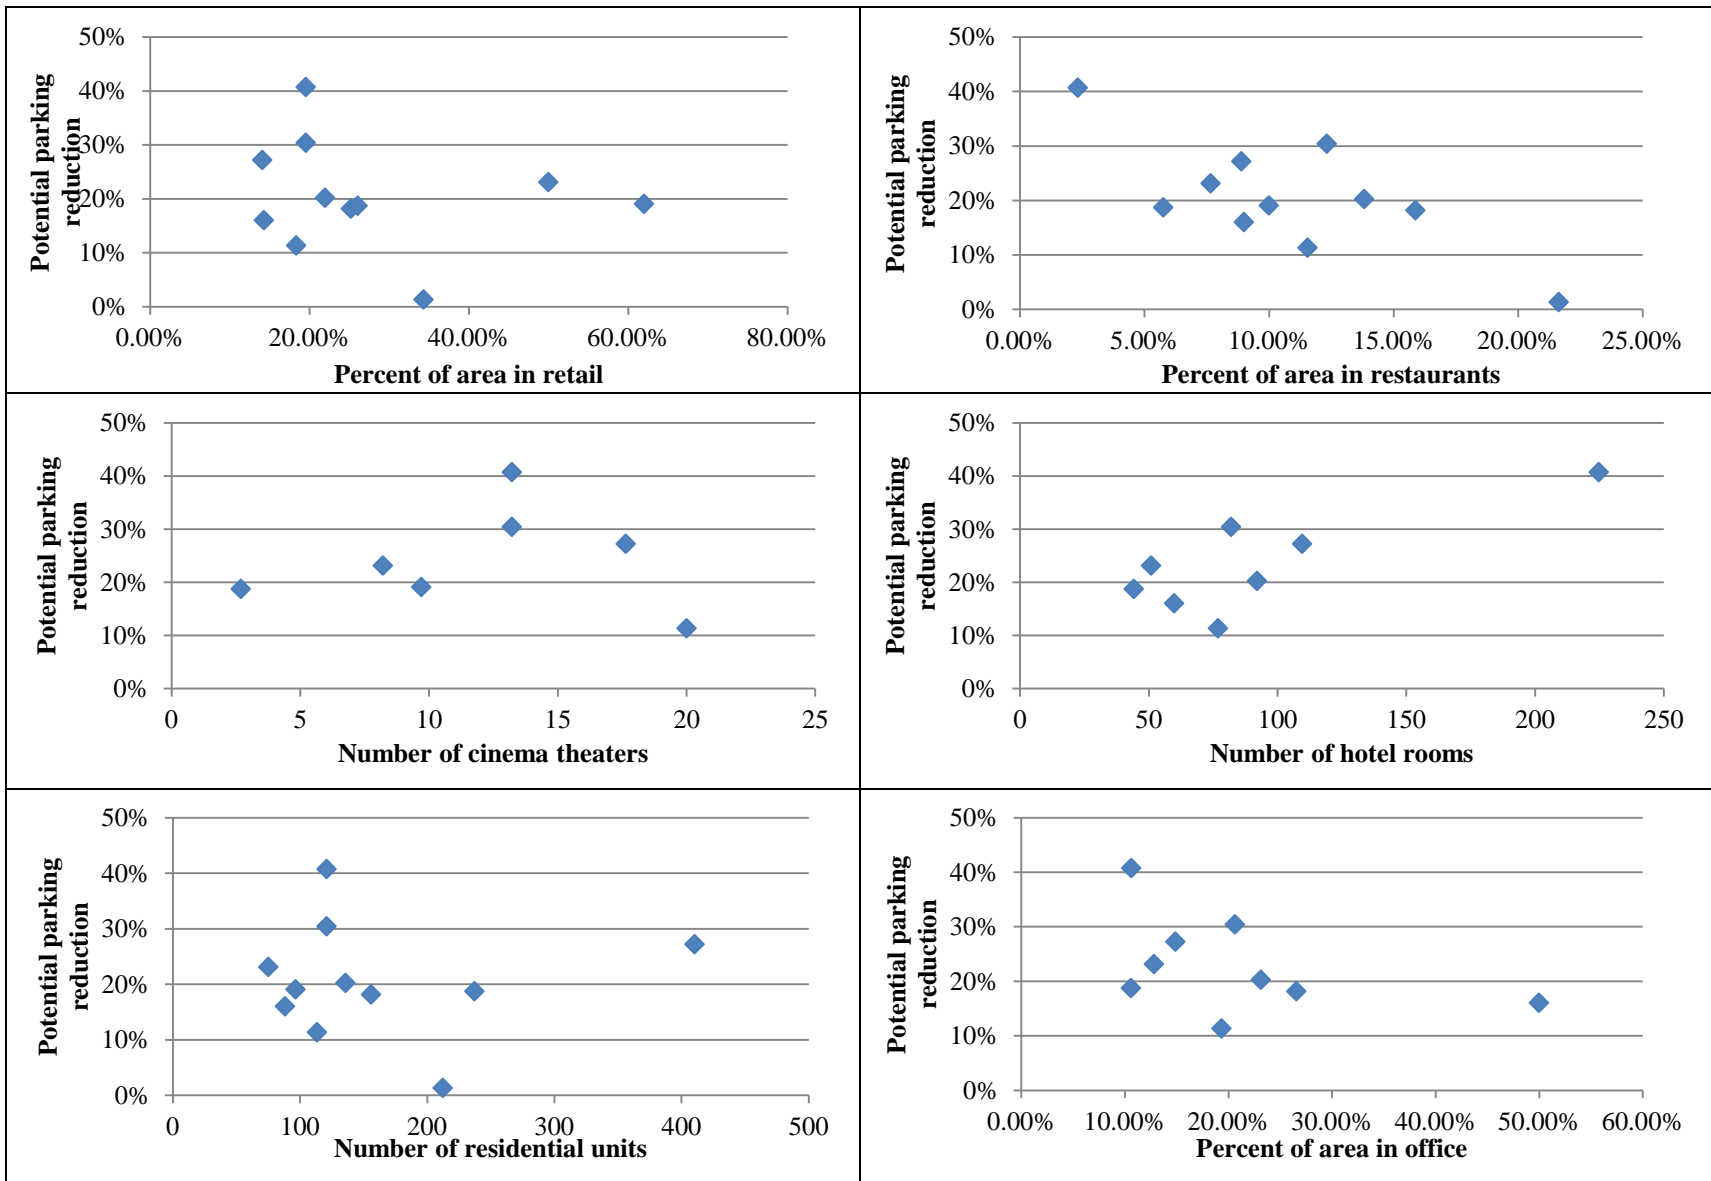 50%
40%
30%
20%
10%
0%
Potential parking
reduction
0.00% 20.00% 40.00% 60.00% 80.00%
Percent of area in retail
50%
40%
30%
20%
10%
0%
Potential parking
reduction
0.00% 5.00% 10.00% 15.00% 20.00% 25.00%
Percent of area in restaurants
50%
40%
30%
20%
10%
0%
Potential parking
reduction
0 5 10 15 20 25
Number of cinema theaters
50%
40%
30%
20%
10%
0%
Potential parking
reduction
0 50 100 150 200 250
Number of hotel rooms
50%
40%
30%
20%
10%
0%
Potential parking
reduction
0 100 200 300 400 500
Number of residential units
50%
40%
30%
20%
10%
0%
Potential parking
reduction
0.00% 10.00% 20.00% 30.00% 40.00% 50.00% 60.00%
Percent of area in office